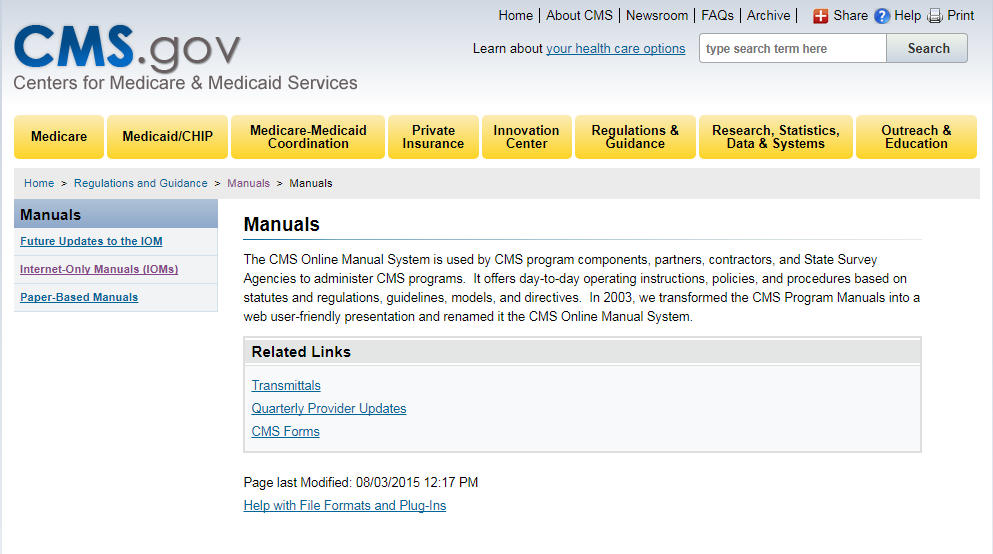 Home | About CMS | Newsroom | FAQs | Archive | Share Help Print
CMS.gov
Centers for Medicare & Medicaid Services
Learn about your health care options
type search term here
Search
Medicare
Medicaid/CHIP
Medicare-Medicaid
Coordination
Private
Insurance
Innovation
Center
Regulations &
Guidance
Research, Statistics,
Data & Systems
Outreach &
Education
Home > Regulations and Guidance > Manuals > Manuals
Manuals
Future Updates to the IOM
Internet-Only Manuals (IOMs)
Paper-Based Manuals
Manuals
The CMS Online Manual System is used by CMS program components, partners, contractors, and State Survey
Agencies to administer CMS programs.  It offers day-to-day operating instructions, policies, and procedures based on
statutes and regulations, guidelines, models, and directives.  In 2003, we transformed the CMS Program Manuals into a
web user-friendly presentation and renamed it the CMS Online Manual System.
Related Links
Transmittals
Quarterly Provider Updates
CMS Forms
Page last Modified: 08/03/2015 12:17 PM
Help with File Formats and Plug-Ins